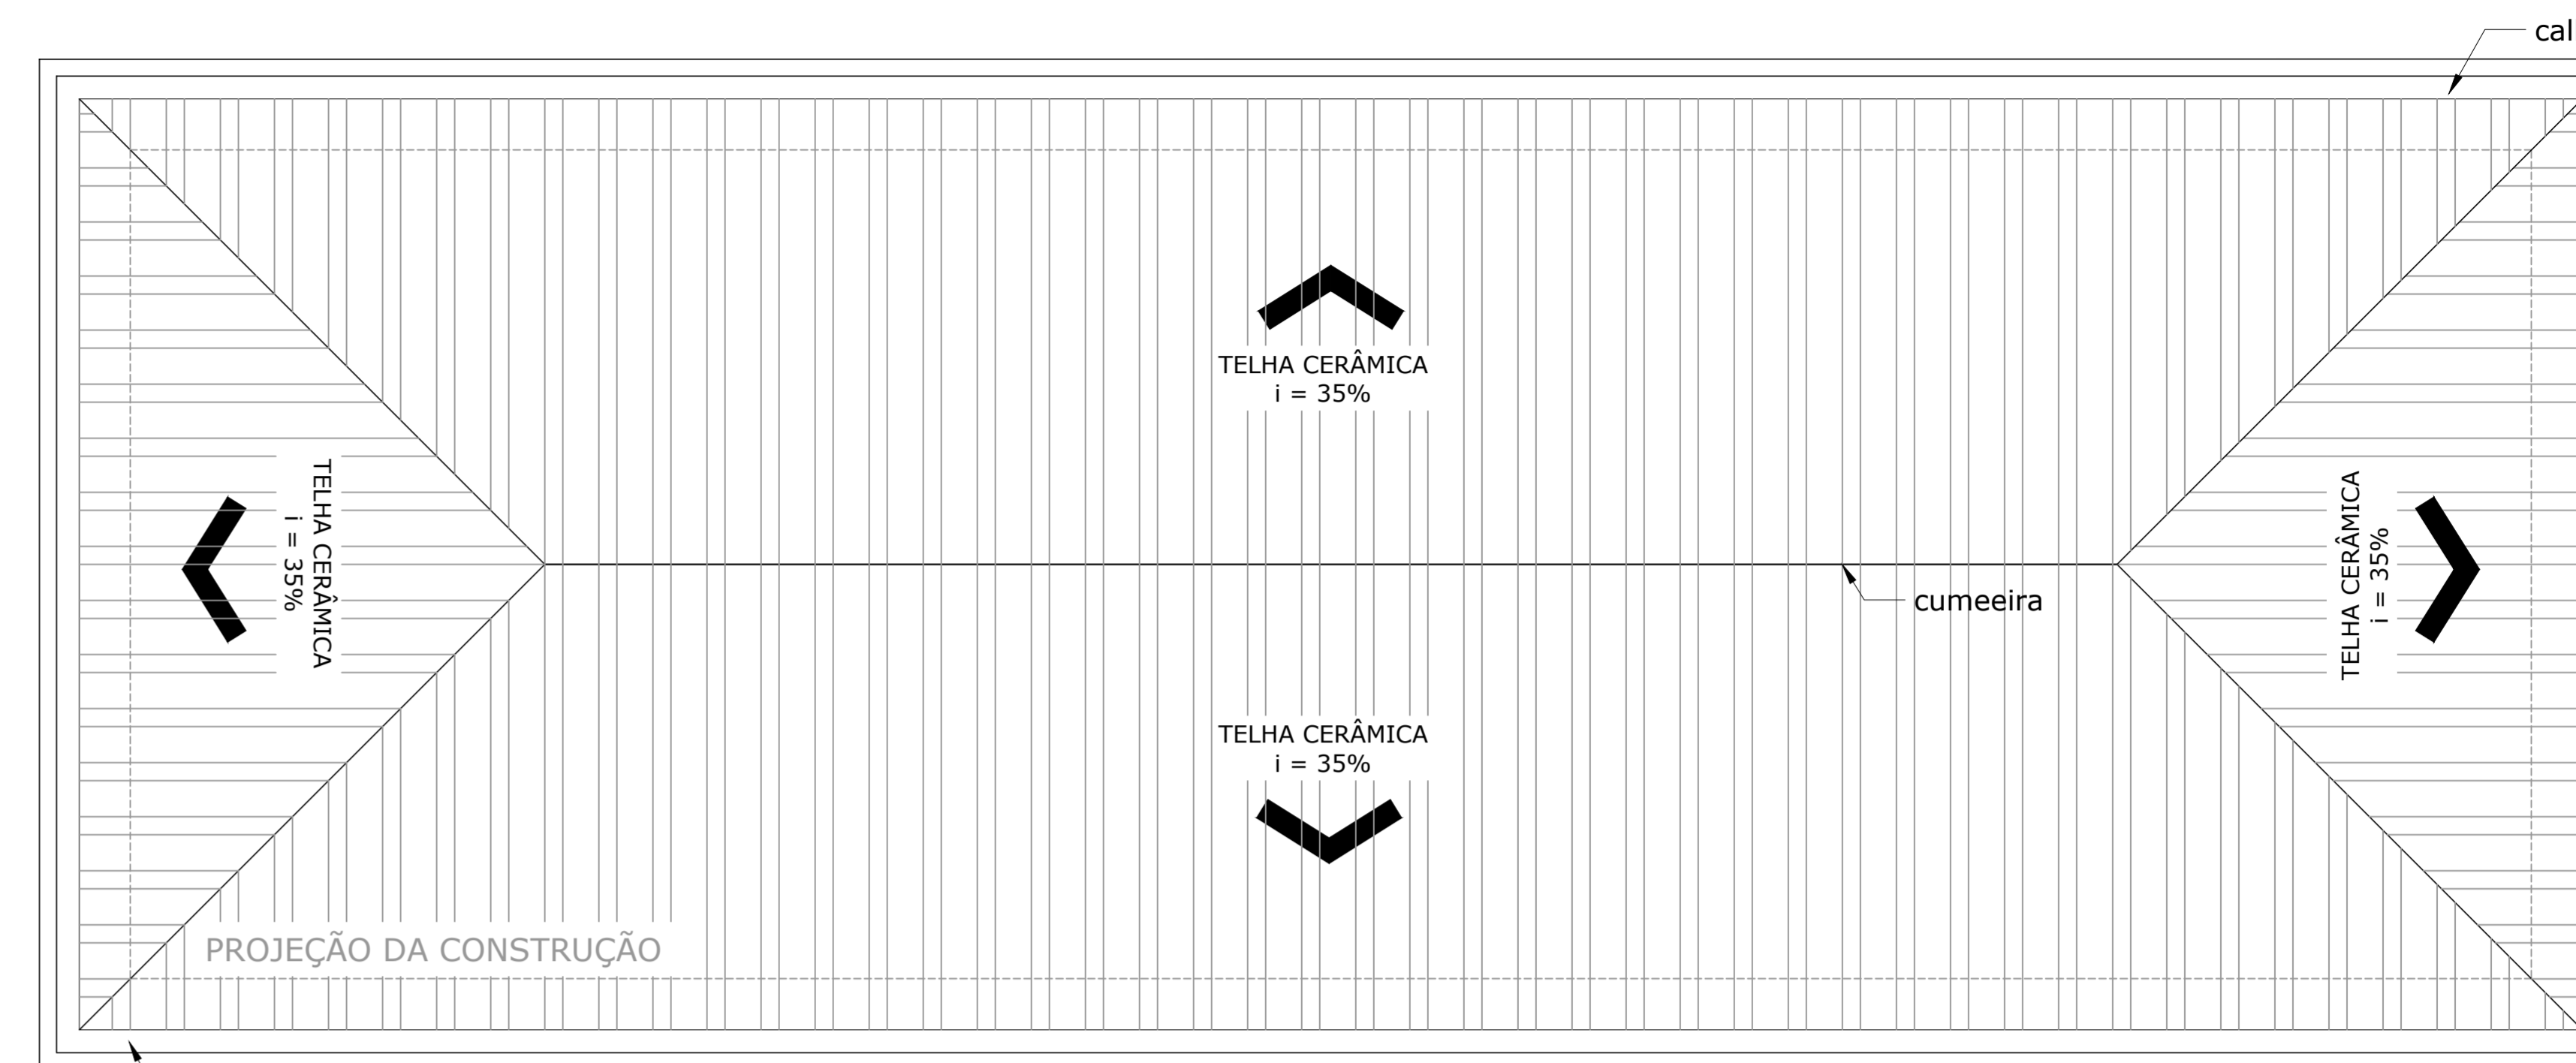 cal
TELHA CERÂMICA
i = 35%
TELHA CERÂMICA
i = 35%
TELHA CERÂMICA
i = 35%
cumeeira
TELHA CERÂMICA
i = 35%
PROJEÇÃO DA CONSTRUÇÃO